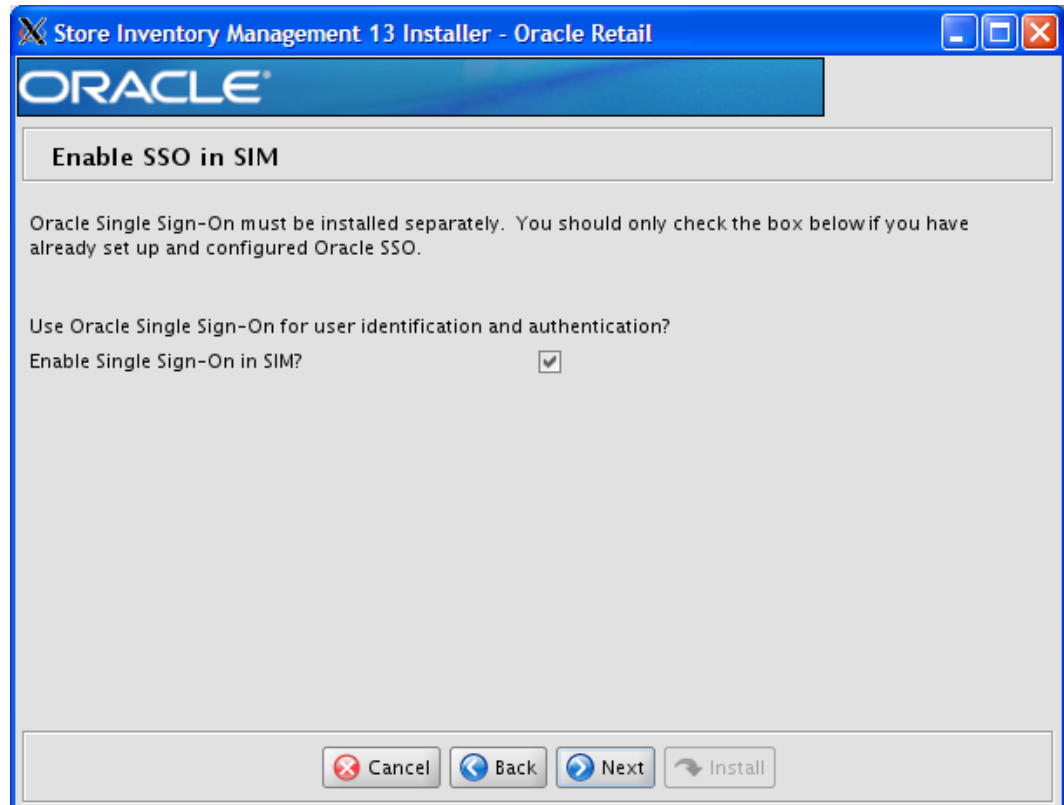 Store Inventory Management 13 Installer - Oracle Retail
ORACLE®
Enable SSO in SIM
Oracle Single Sign-On must be installed separately. You should only check the box below if you have
already set up and configured Oracle SSO.
Use Oracle Single Sign-On for user identification and authentication?
Enable Single Sign-On in SIM?
Cancel Back Next Install